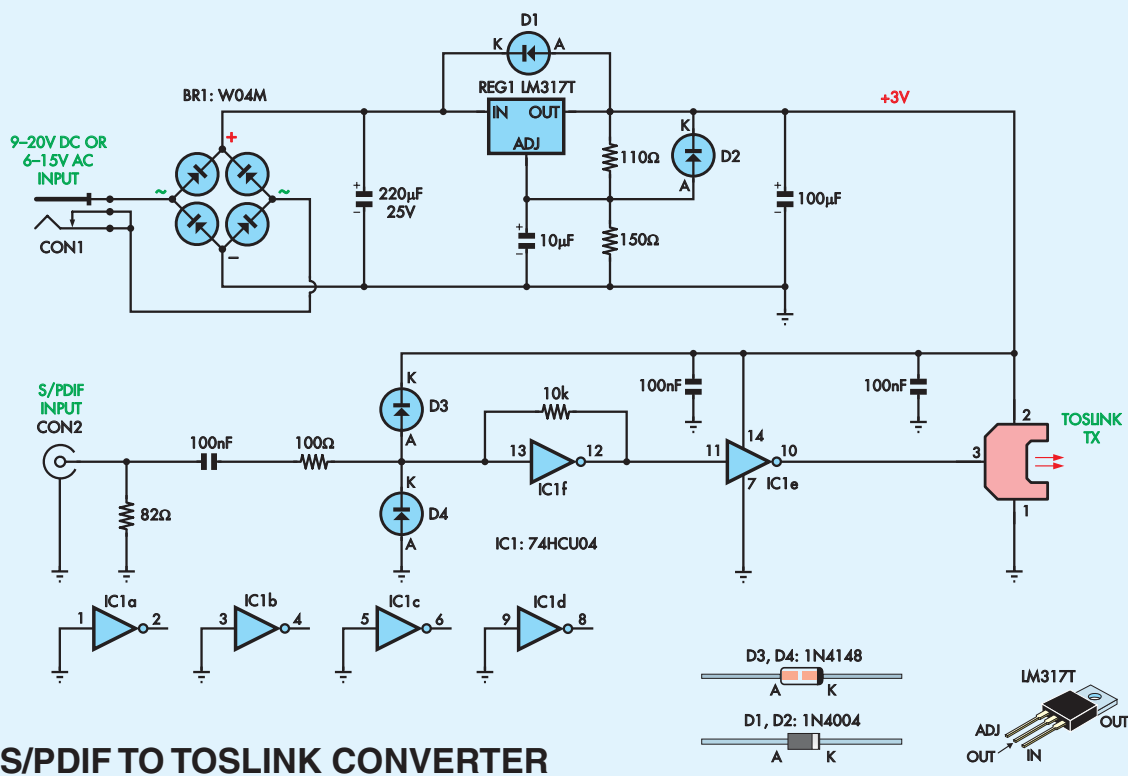 D1
K
A
BR1: W04M
REG1 LM317T
+3V
IN
OUT
ADJ
+
9–20V DC OR
6–15V AC
INPUT
~
~
K
D2
A
110Ω
+
–
220µF
25V
+
–
100µF
CON1
–
+
–
10µF
150Ω
S/PDIF
INPUT
CON2
K
D3
A
100nF
100nF
10k
2
TOSLINK
TX
100nF
100Ω
13
12
IC1f
11
14
10
7
IC1e
3
82Ω
K
D4
A
1
IC1: 74HCU04
IC1a
1
2
IC1b
3
4
IC1c
5
6
IC1d
9
8
D3, D4: 1N4148
A
K
D1, D2: 1N4004
A
K
LM317T
ADJ
OUT
IN
OUT
S/PDIF TO TOSLINK CONVERTER